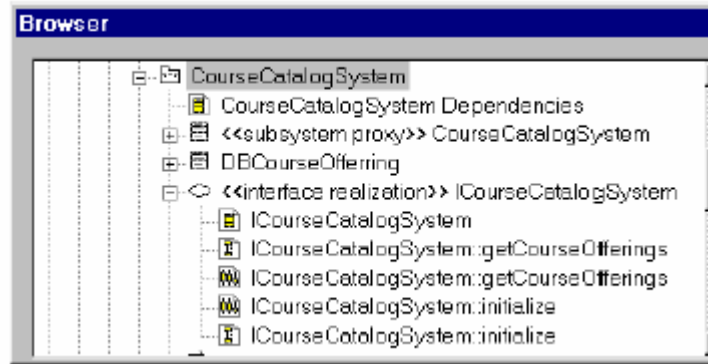 Browser
CourseCatalogSystem
CourseCatalogSystem Dependencies
<<subsystem proxy>> CourseCatalogSystem
DBCourseOfferring
<<interface realization>> ICourseCatalogSystem
ICourseCatalogSystem
ICourseCatalogSystem::getCourseOfferings
ICourseCatalogSystem::getCourseOfferings
ICourseCatalogSystem::initialize
ICourseCatalogSystem::initialize